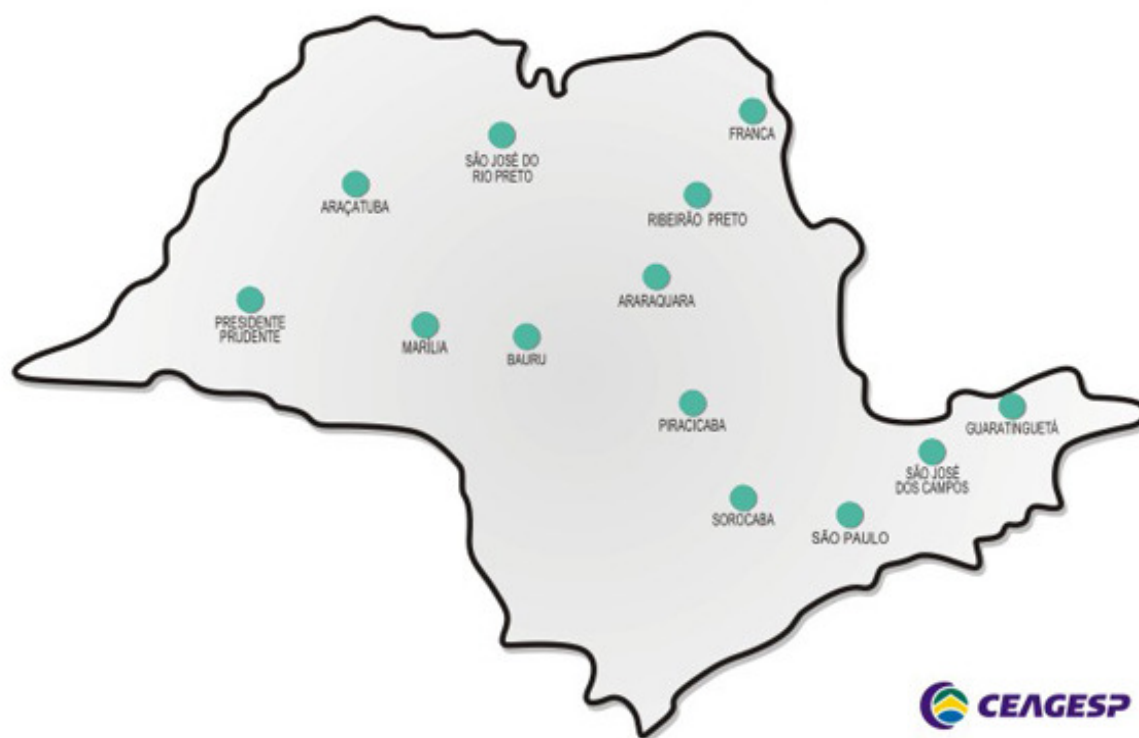 FRANCA
SÃO JOSÉ DO
RIO PRETO
ARAÇATUBA
RIBEIRÃO PRETO
ARARAQUARA
PRESIDENTE
PRUDENTE
MARÍLIA
BAURU
PIRACICABA
GUARATINGUETÁ
SÃO JOSÉ
DOS CAMPOS
SOROCABA
SÃO PAULO
CEAGESP